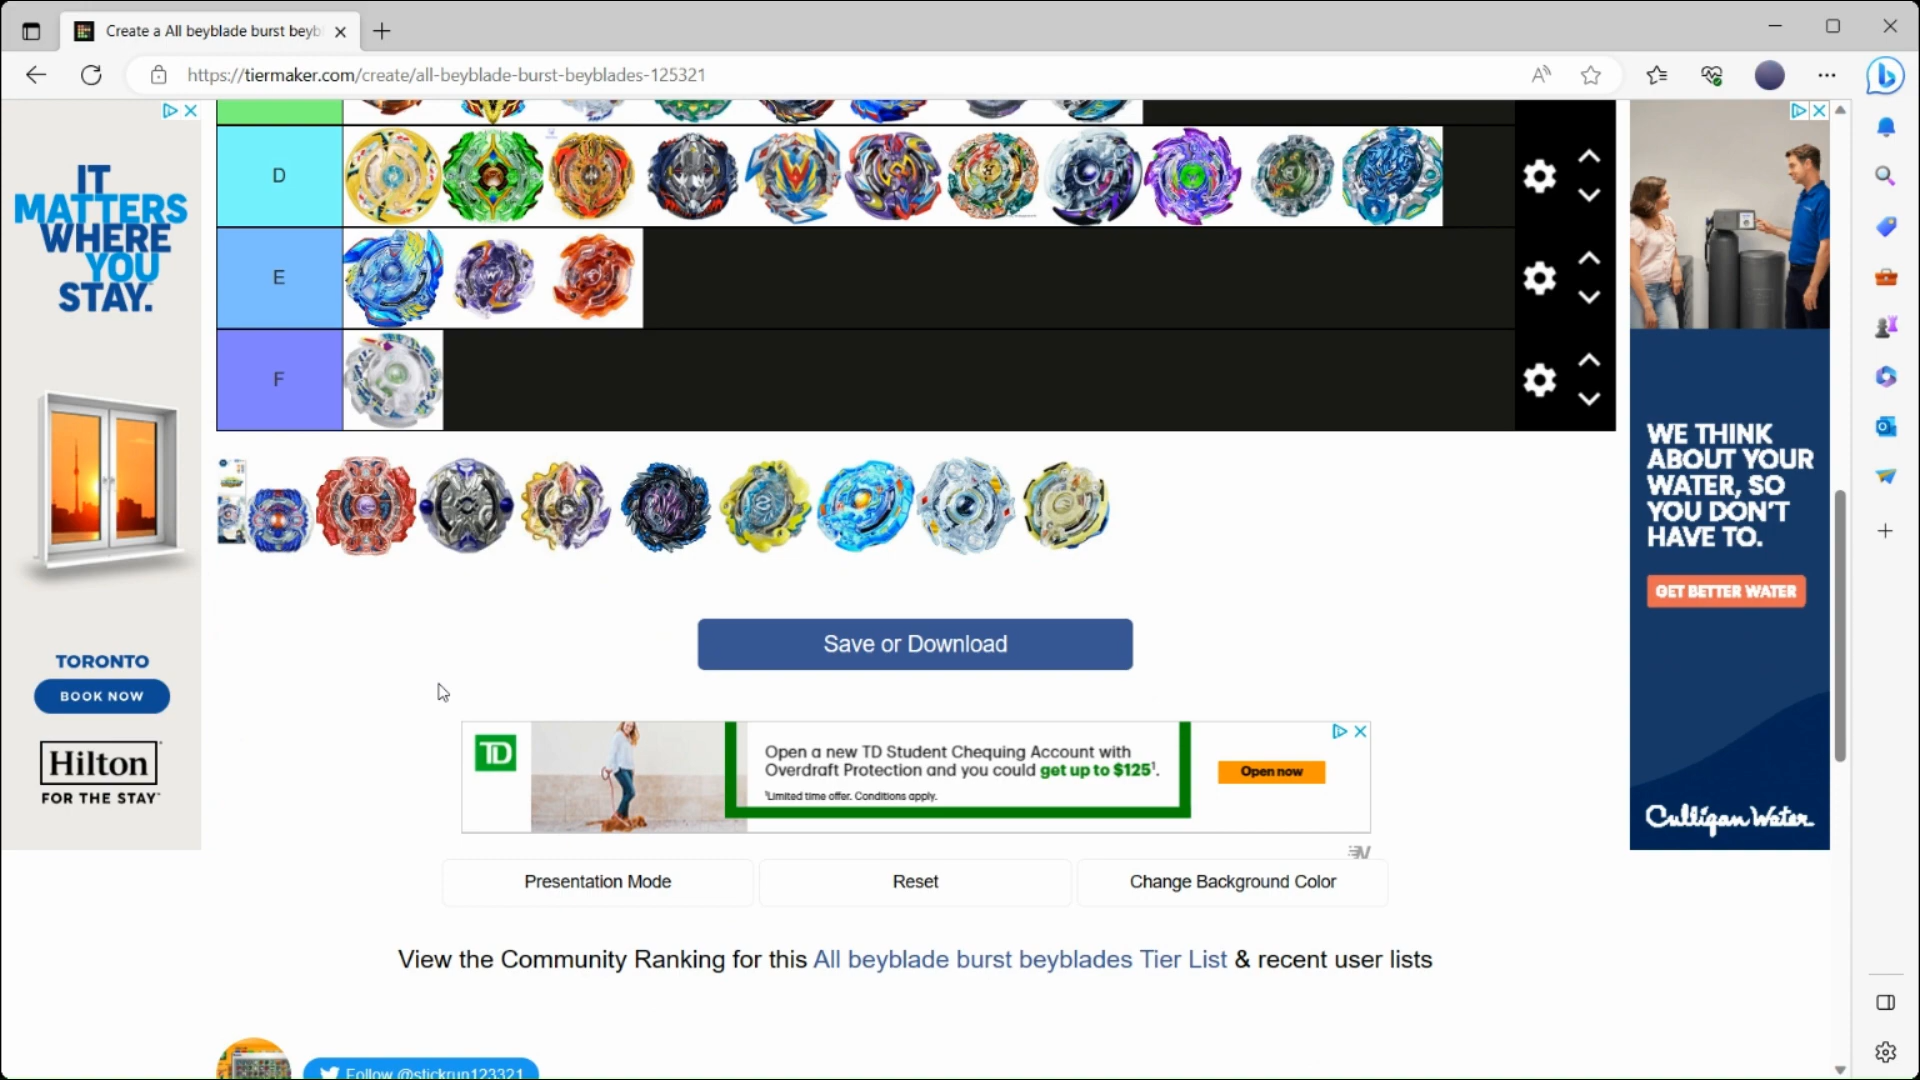 Create a All beyblade burst beybl
https://tiermaker.com/create/all-beyblade-burst-beyblades-125321
IT
MATTERS
WHERE
YOU
STAY.
TORONTO
BOOK NOW
Hilton
FOR THE STAY
D
E
F
Save or Download
TD
Open a new TD Student Chequing Account with
Overdraft Protection and you could get up to $125¹.
¹Limited time offer. Conditions apply.
Open now
Presentation Mode
Reset
Change Background Color
View the Community Ranking for this All beyblade burst beyblades Tier List & recent user lists
Follow @stickrun123321
WE THINK
ABOUT YOUR
WATER, SO
YOU DON'T
HAVE TO.
GET BETTER WATER
Culligan Water